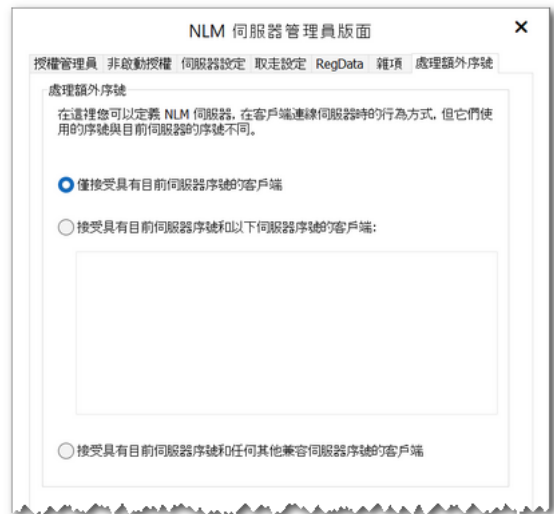 NLM 伺服器管理員版面
授權管理員 非啟動授權 伺服器設定 取走設定 RegData 雜項 處理額外序號
處理額外序號
在這裡您可以定義 NLM 伺服器, 在客戶端連線伺服器時的行為方式, 但它們使
用的序號與目前伺服器的序號不同。
僅接受具有目前伺服器序號的客戶端
接受具有目前伺服器序號和以下伺服器序號的客戶端:
接受具有目前伺服器序號和任何其他兼容伺服器序號的客戶端